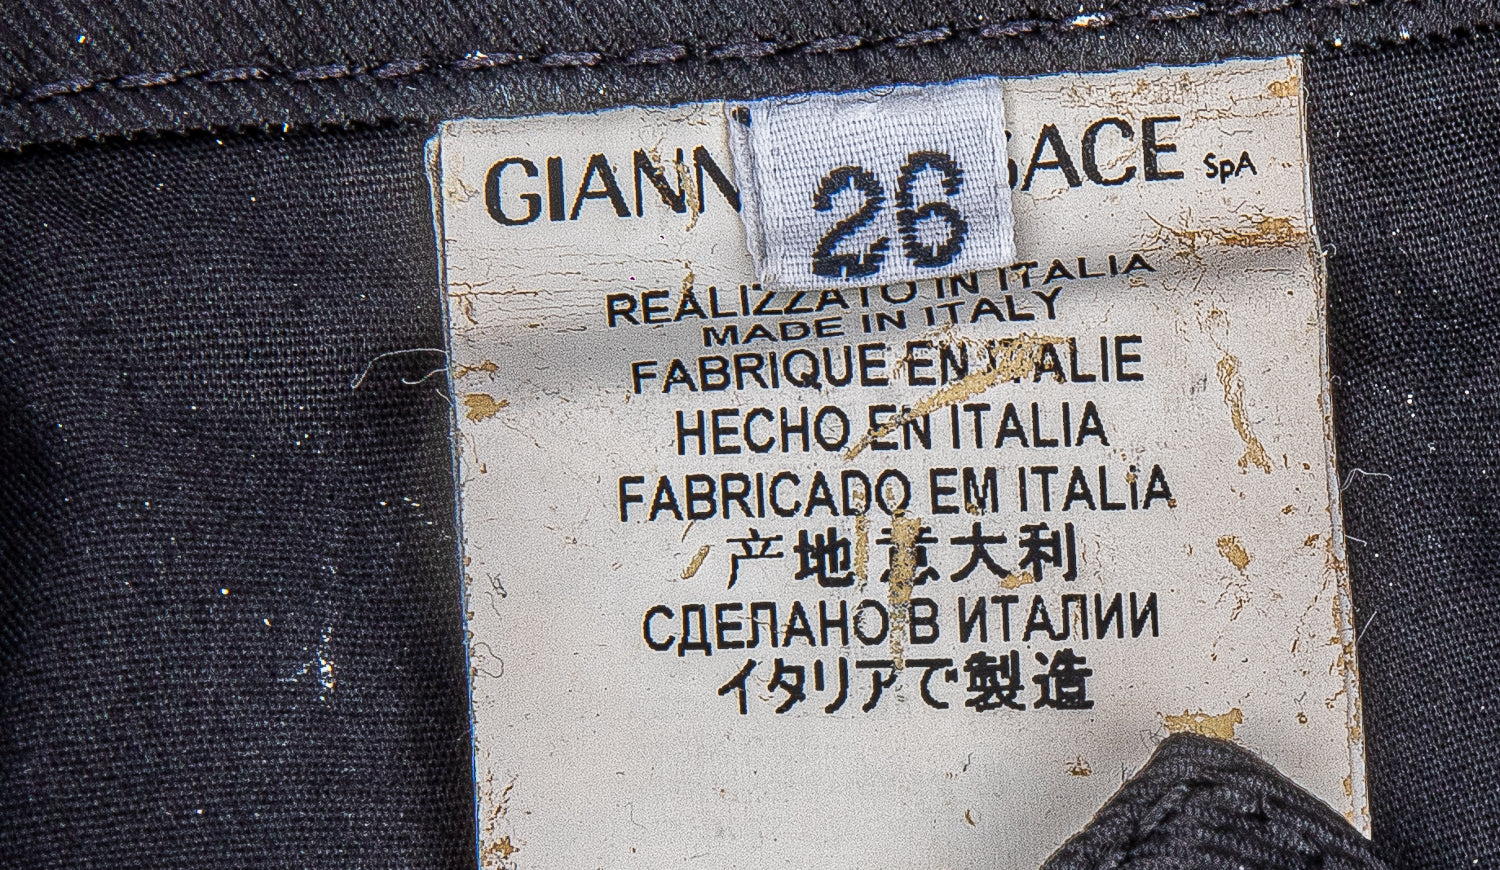 GIANN SACE SpA
26
REALIZZATO IN ITALIA
MADE IN ITALY
FABRIQUE EN ITALIE
HECHO EN ITALIA
FABRICADO EM ITALIA
产地意大利
СДЕЛАНО В ИТАЛИИ
イタリアで製造